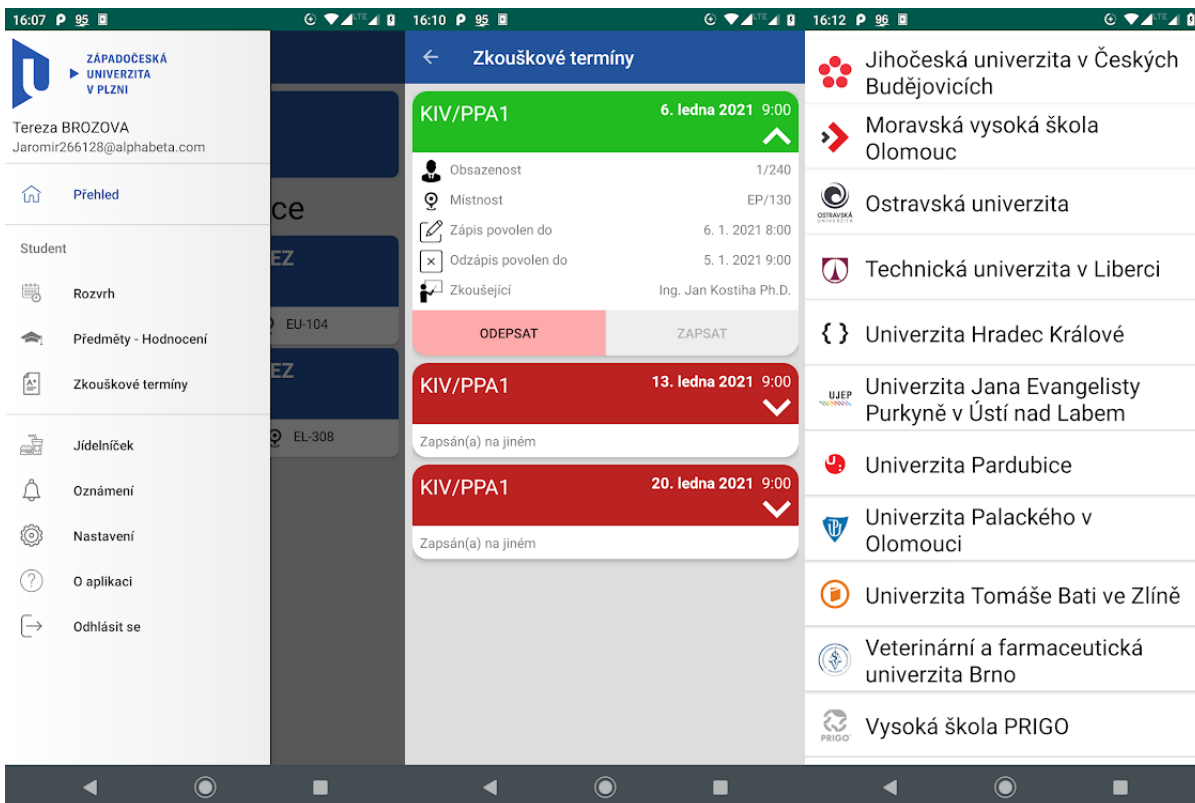 16:07 P 95
LTE
ZÁPADOČESKÁ
UNIVERZITA
V PLZNI
Tereza BROZOVA
Jaromir266128@alphabeta.com
Přehled
Student
Rozvrh
Předměty - Hodnocení
Zkouškové termíny
Jídelníček
Oznámení
Nastavení
O aplikaci
Odhlásit se
ce
EZ
EU-104
EZ
EL-308
16:10 P 95
LTE
Zkouškové termíny
KIV/PPA1 6. ledna 2021 9:00
Obsazenost 1/240
Místnost EP/130
Zápis povolen do 6. 1. 2021 8:00
Odzápis povolen do 5. 1. 2021 9:00
Zkoušející Ing. Jan Kostiha Ph.D.
ODEPSAT ZAPSAT
KIV/PPA1 13. ledna 2021 9:00
Zapsán(a) na jiném
KIV/PPA1 20. ledna 2021 9:00
Zapsán(a) na jiném
16:12 P 96
LTE
Jihočeská univerzita v Českých
Budějovicích
Moravská vysoká škola
Olomouc
OSTRAVSKÁ
UNIVERZITA
Ostravská univerzita
Technická univerzita v Liberci
{ } Univerzita Hradec Králové
UJEP
Univerzita Jana Evangelisty
Purkyně v Ústí nad Labem
Univerzita Pardubice
Univerzita Palackého v
Olomouci
Univerzita Tomáše Bati ve Zlíně
Veterinární a farmaceutická
univerzita Brno
PRIGO
Vysoká škola PRIGO